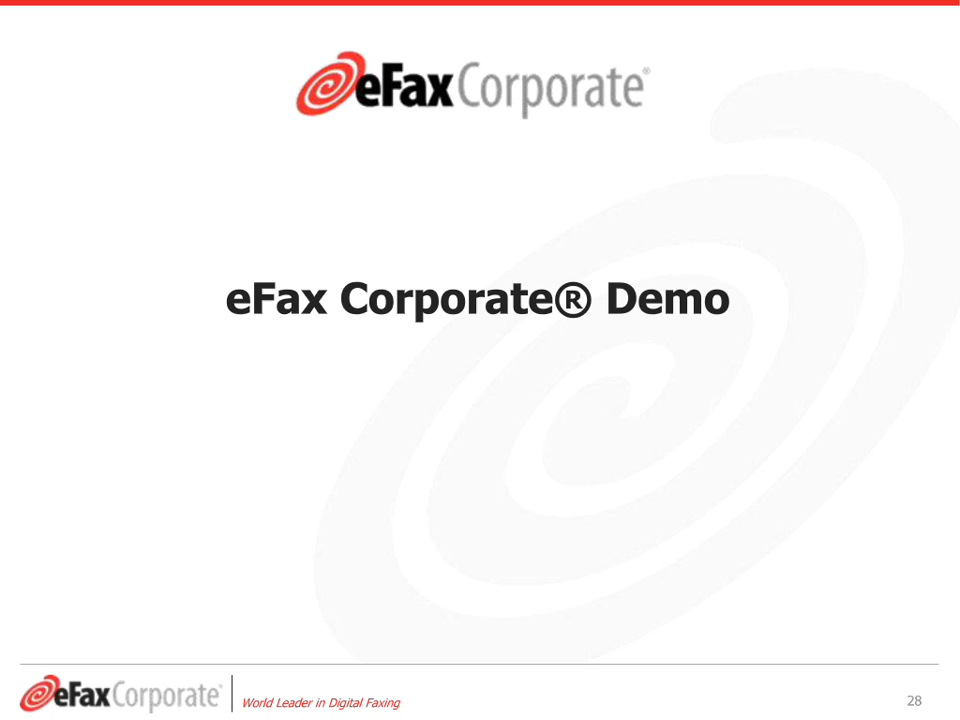 eFax Corporate®
eFax Corporate® Demo
eFax Corporate®
World Leader in Digital Faxing
28